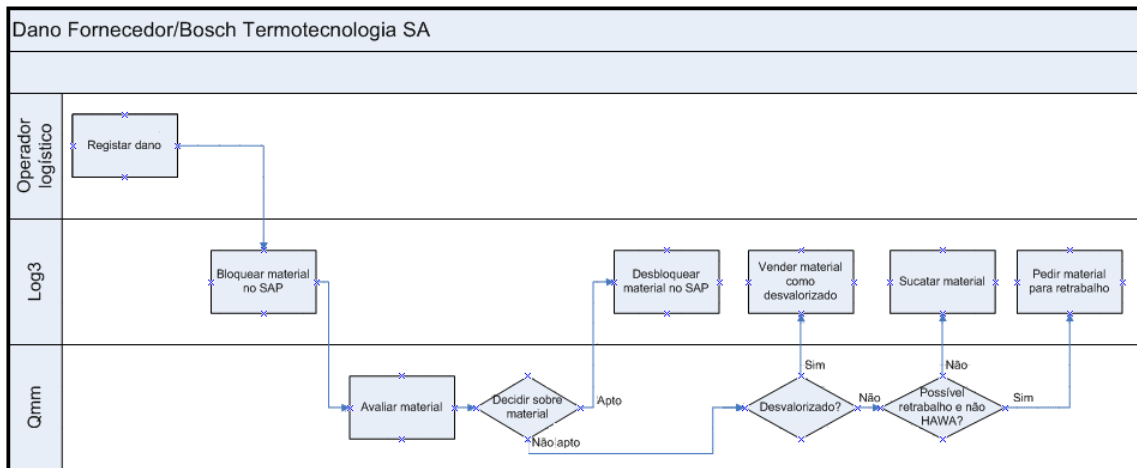 Dano Fornecedor/Bosch Termotecnologia SA
Operador
logístico
Registar dano
Log3
Bloquear material
no SAP
Desbloquear
material no SAP
Vender material
como
desvalorizado
Sucatar material
Pedir material
para retrabalho
Qmm
Avaliar material
Decidir sobre
material
Apto
Não apto
Desvalorizado?
Sim
Não
Possível
retrabalho e não
HAWA?
Não
Sim